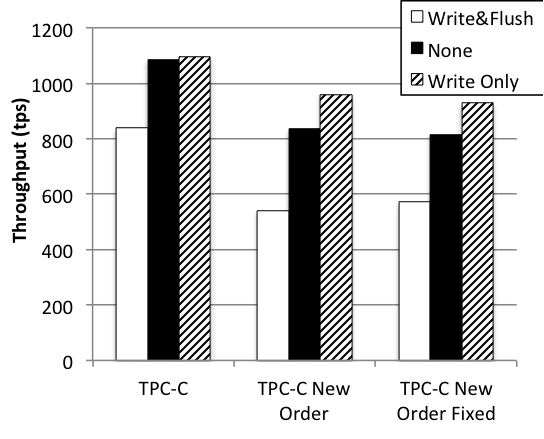 Write&Flush
None
Write Only
1200
1000
800
600
400
200
0
Throughput (tps)
TPC-C
TPC-C New
Order
TPC-C New
Order Fixed